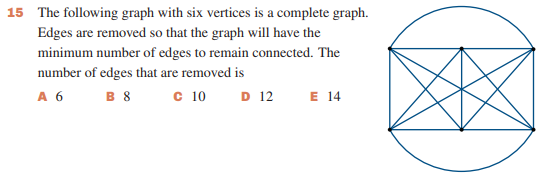 15 The following graph with six vertices is a complete graph.
Edges are removed so that the graph will have the
minimum number of edges to remain connected. The
number of edges that are removed is
A 6 B 8 C 10 D 12 E 14